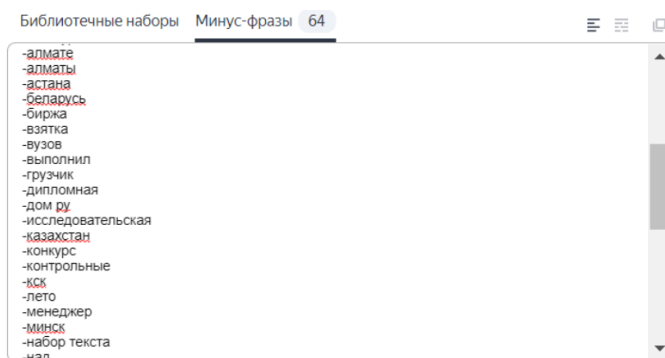 Библиотечные наборы Минус-фразы 64
-алмате
-алматы
-астана
-беларусь
-биржа
-взятка
-вузов
-выполнил
-грузчик
-дипломная
-дом ру
-исследовательская
-казахстан
-конкурс
-контрольные
-кск
-лето
-менеджер
-минск
-набор текста